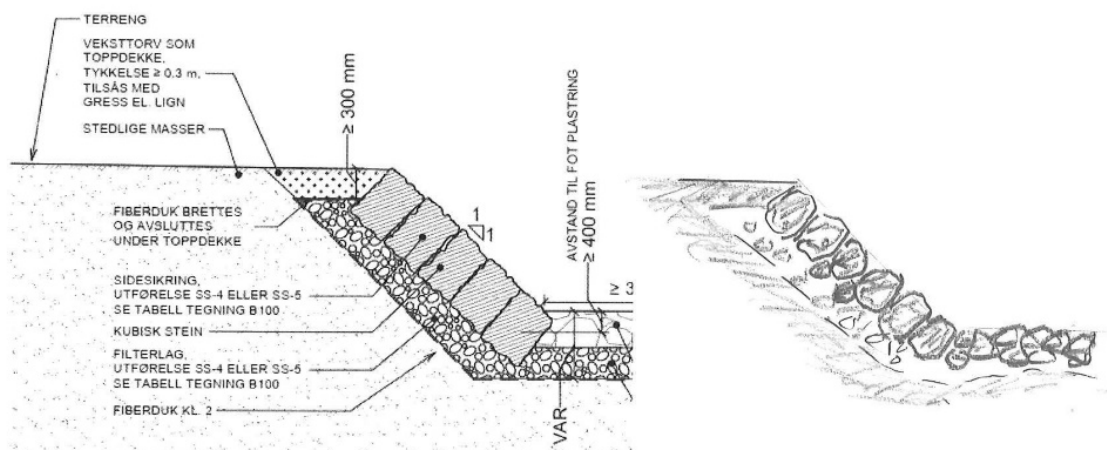 TERRENG
VEKSTTORV SOM
TOPPDEKKE,
TYKKELSE ≥ 0.3 m,
TILSÅS MED
GRESS EL. LIGN
STEDLIGE MASSER
FIBERDUK BRETTES
OG AVSLUTTES
UNDER TOPPDEKKE
SIDESIKRING,
UTFØRELSE SS-4 ELLER SS-5
SE TABELL TEGNING B100
KUBISK STEIN
FILTERLAG,
UTFØRELSE SS-4 ELLER SS-5
SE TABELL TEGNING B100
FIBERDUK KL. 2
≥ 300 mm
1
1
AVSTAND TIL FOT PLASTRING
≥ 400 mm
≥ 3
VAR